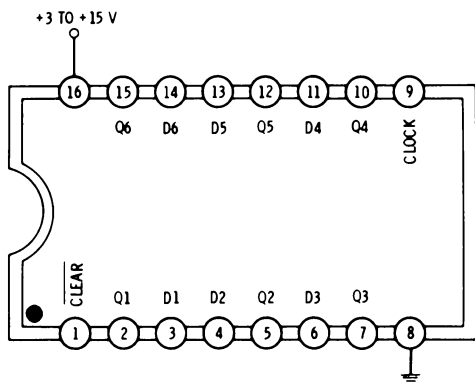 +3 TO +15 V
16 15 14 13 12 11 10 9
Q6 D6 D5 Q5 D4 Q4 CLOCK
CLEAR Q1 D1 D2 Q2 D3 Q3
1 2 3 4 5 6 7 8